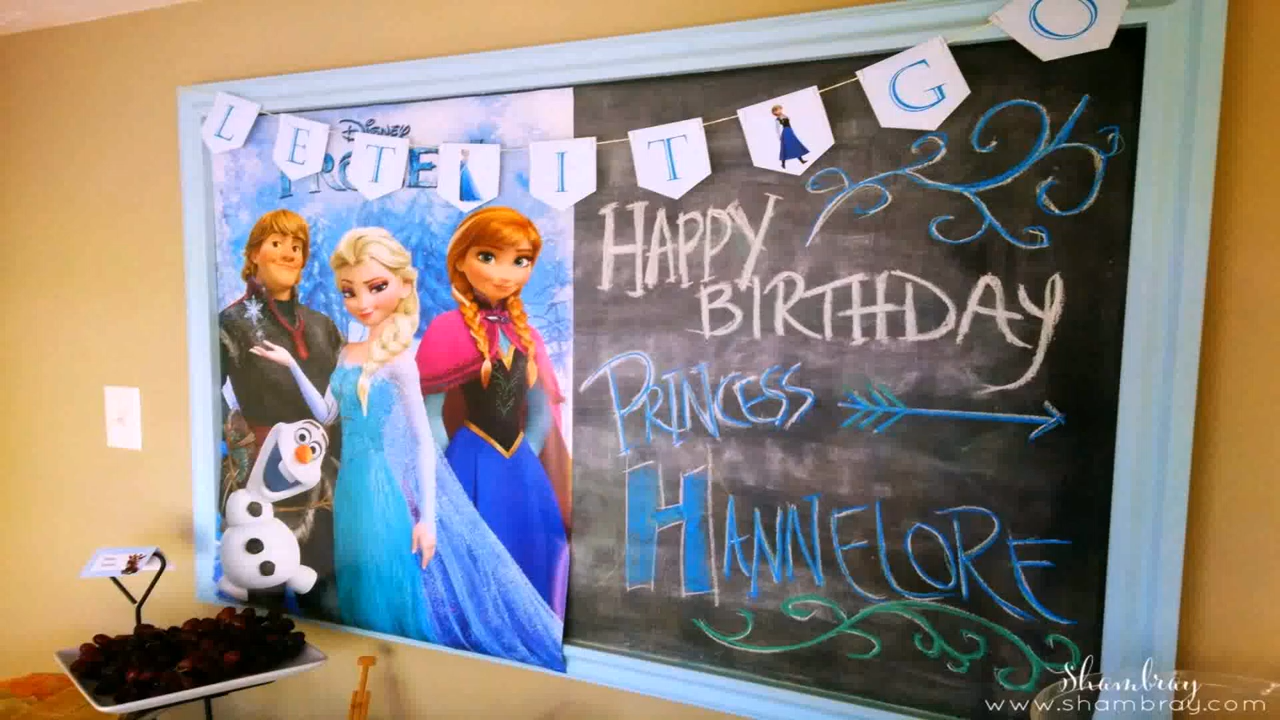 LET IT GO
DISNEY
FROZEN
HAPPY
BIRTHDAY
PRINCESS
HANNELORE
Shambray
www.shambray.com